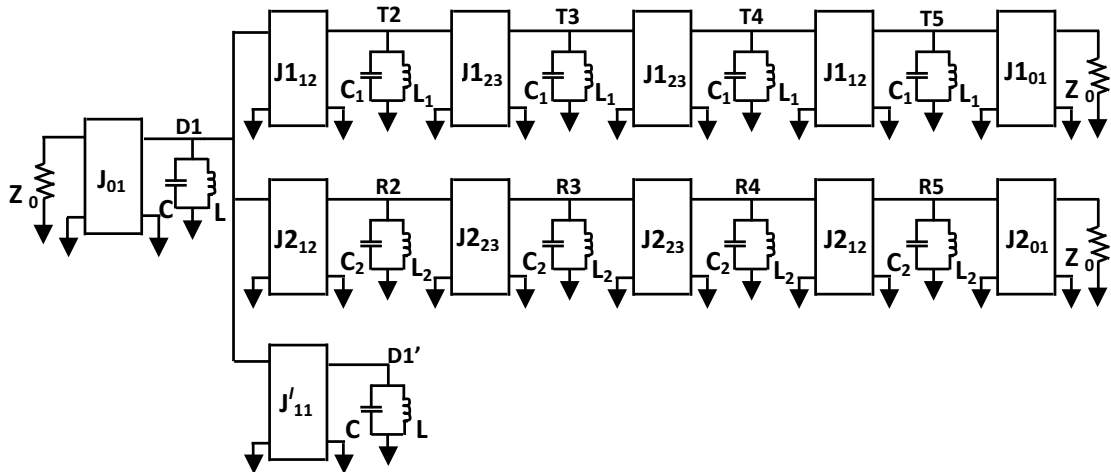 T2 T3 T4 T5
J1₁₂ J1₂₃ J1₂₃ J1₁₂ J1₀₁
C₁ L₁ C₁ L₁ C₁ L₁ C₁ L₁ Z₀
D1
J₀₁
Z₀ C L
R2 R3 R4 R5
J2₁₂ J2₂₃ J2₂₃ J2₁₂ J2₀₁
C₂ L₂ C₂ L₂ C₂ L₂ C₂ L₂ Z₀
D1’
J′₁₁
C L